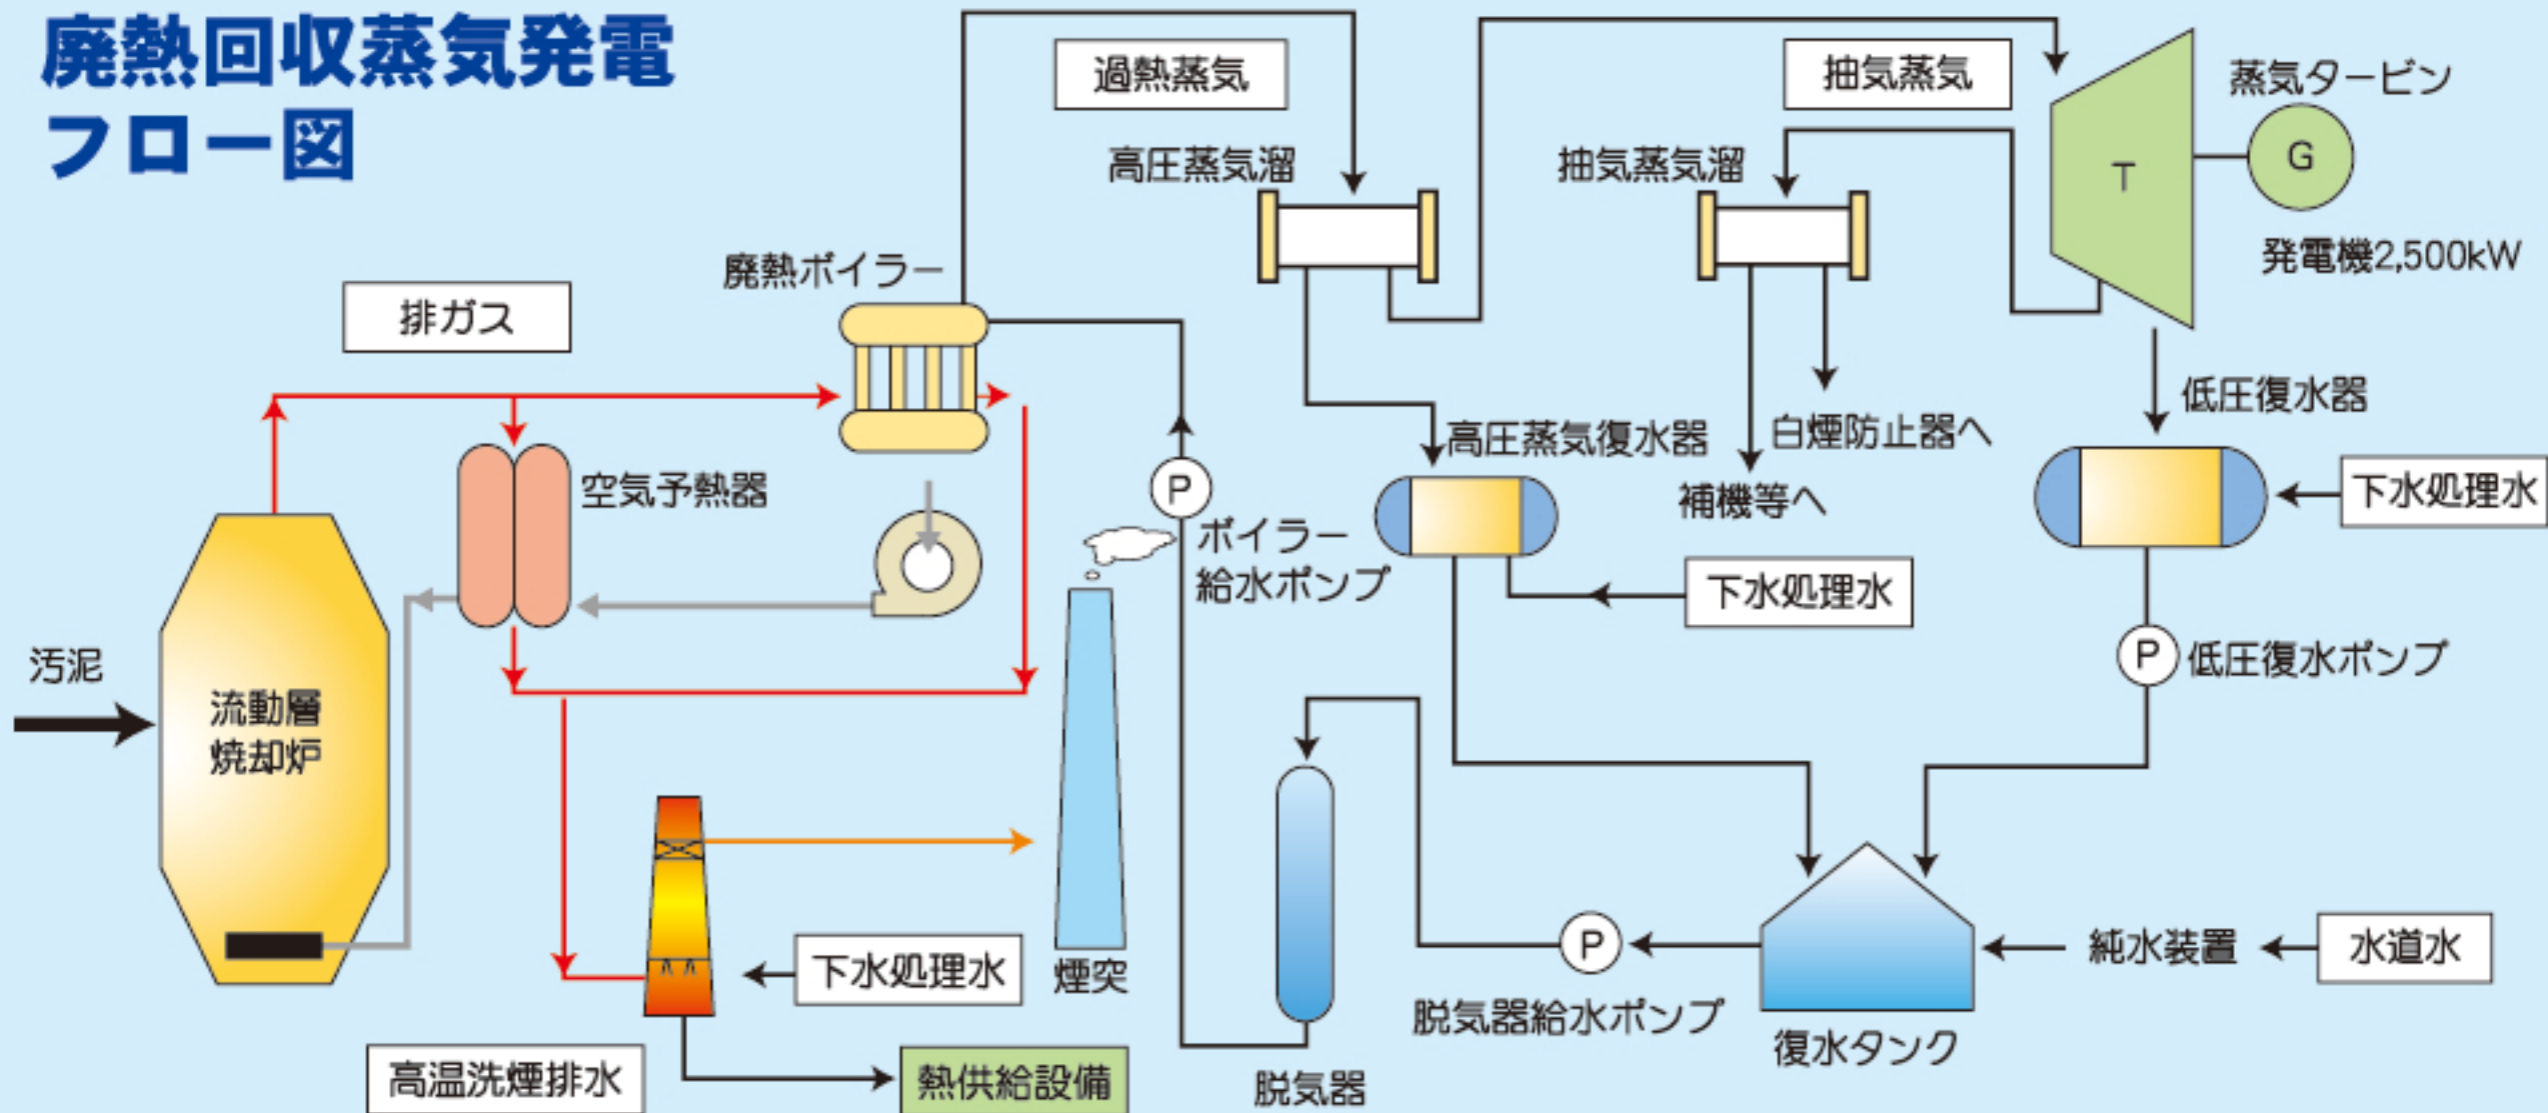 廃熱回収蒸気発電
フロー図
過熱蒸気
抽気蒸気
蒸気タービン
高圧蒸気溜
抽気蒸気溜
T
G
発電機2,500kW
廃熱ボイラー
排ガス
低圧復水器
高圧蒸気復水器
白煙防止器へ
空気予熱器
P
補機等へ
下水処理水
ボイラー
給水ポンプ
下水処理水
汚泥
P
低圧復水ポンプ
流動層
焼却炉
下水処理水
煙突
P
純水装置
水道水
脱気器給水ポンプ
復水タンク
高温洗煙排水
熱供給設備
脱気器